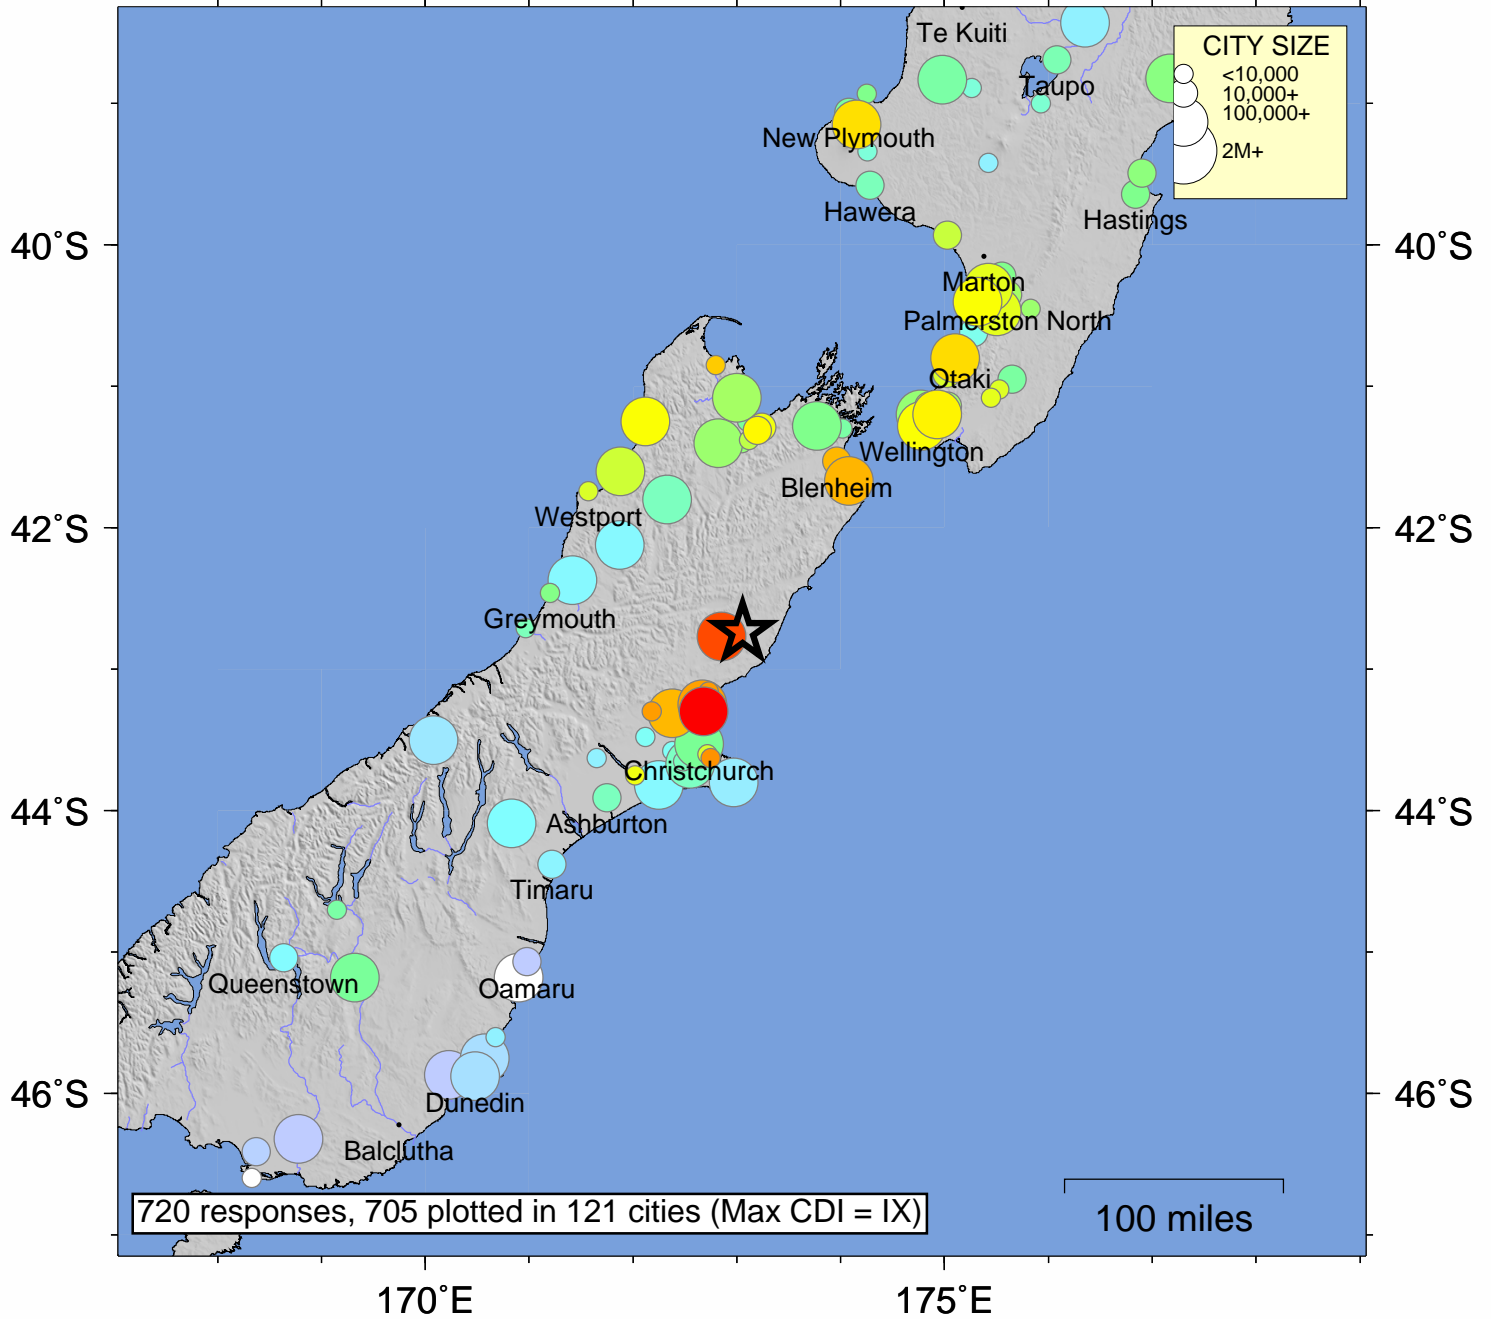 Te Kuiti
CITY SIZE
<10,000
10,000+
100,000+
2M+
Taupo
New Plymouth
Hawera
Hastings
40°S
40°S
Marton
Palmerston North
Otaki
Wellington
Blenheim
Westport
42°S
42°S
Greymouth
Christchurch
44°S
44°S
Ashburton
Timaru
Queenstown
Oamaru
46°S
46°S
Dunedin
Balclutha
720 responses, 705 plotted in 121 cities (Max CDI = IX)
100 miles
170°E
175°E